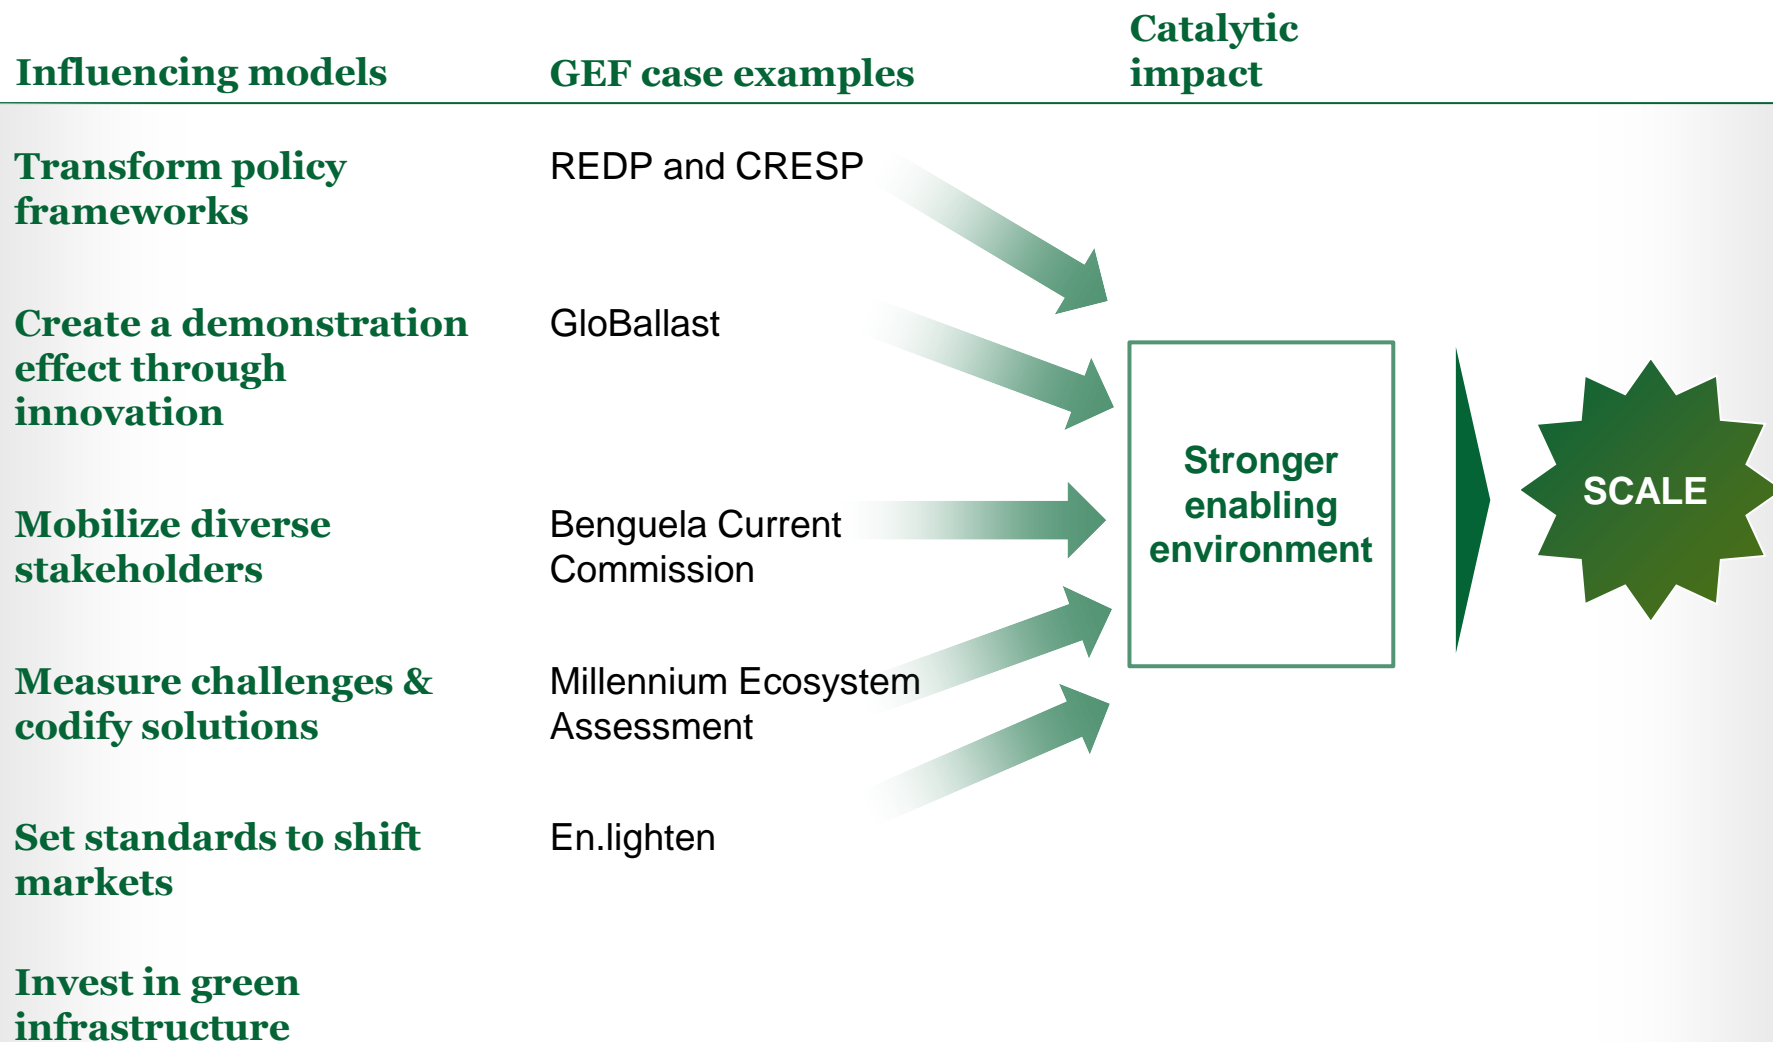 Influencing models
GEF case examples
Catalytic
impact
Transform policy
frameworks
REDP and CRESP
Create a demonstration
effect through
innovation
GloBallast
Mobilize diverse
stakeholders
Benguela Current
Commission
Measure challenges &
codify solutions
Millennium Ecosystem
Assessment
Set standards to shift
markets
En.lighten
Invest in green
infrastructure
Stronger
enabling
environment
SCALE